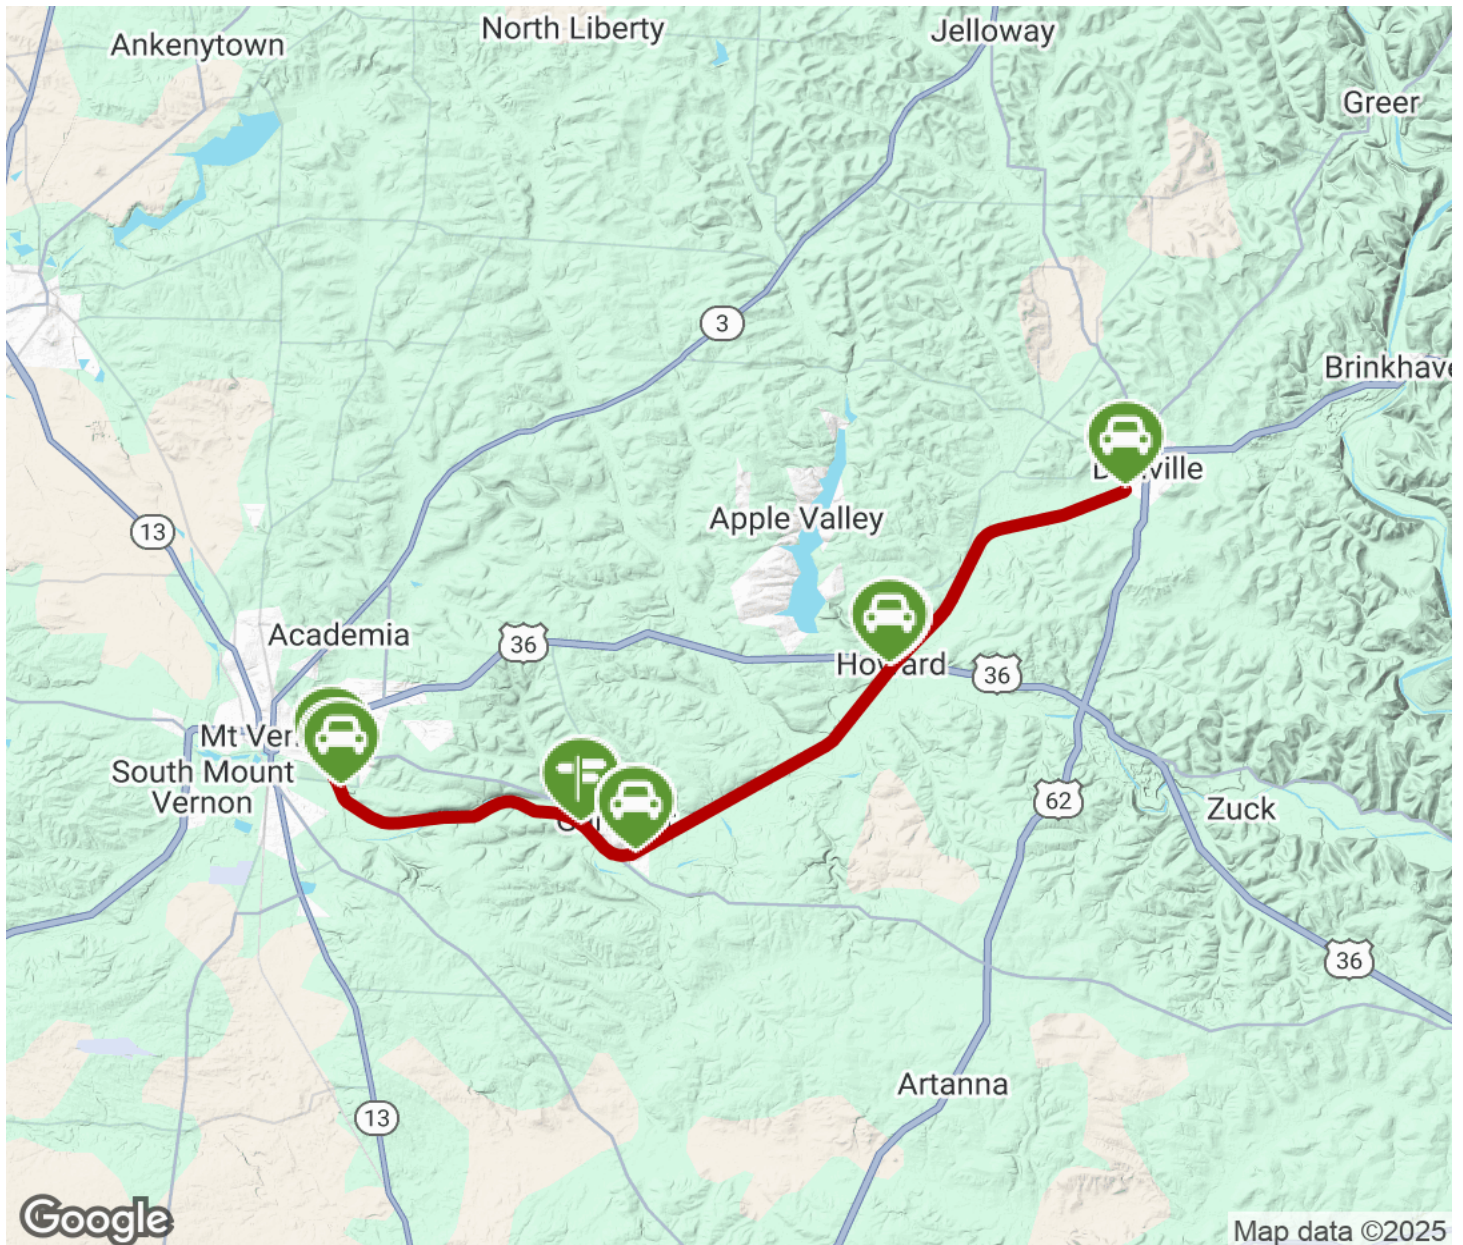 North Liberty
Jelloway
Ankenytown
Greer
3
Brinkhave
Apple Valley
13
Academia
36
Howard
36
Mt Ver
South Mount
Vernon
62
Zuck
36
Artanna
13
Google
Map data ©2025